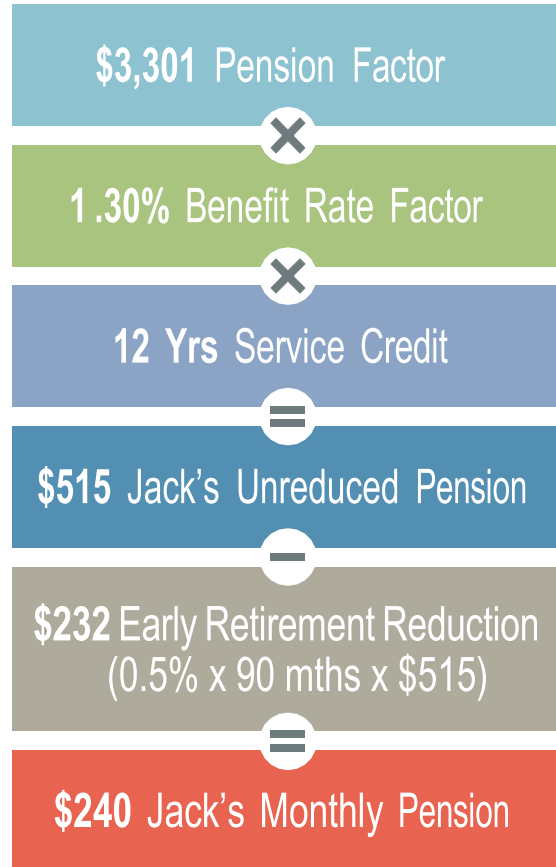 $3,301 Pension Factor
×
1.30% Benefit Rate Factor
×
12 Yrs Service Credit
=
$515 Jack’s Unreduced Pension
−
$232 Early Retirement Reduction
(0.5% x 90 mths x $515)
=
$240 Jack’s Monthly Pension